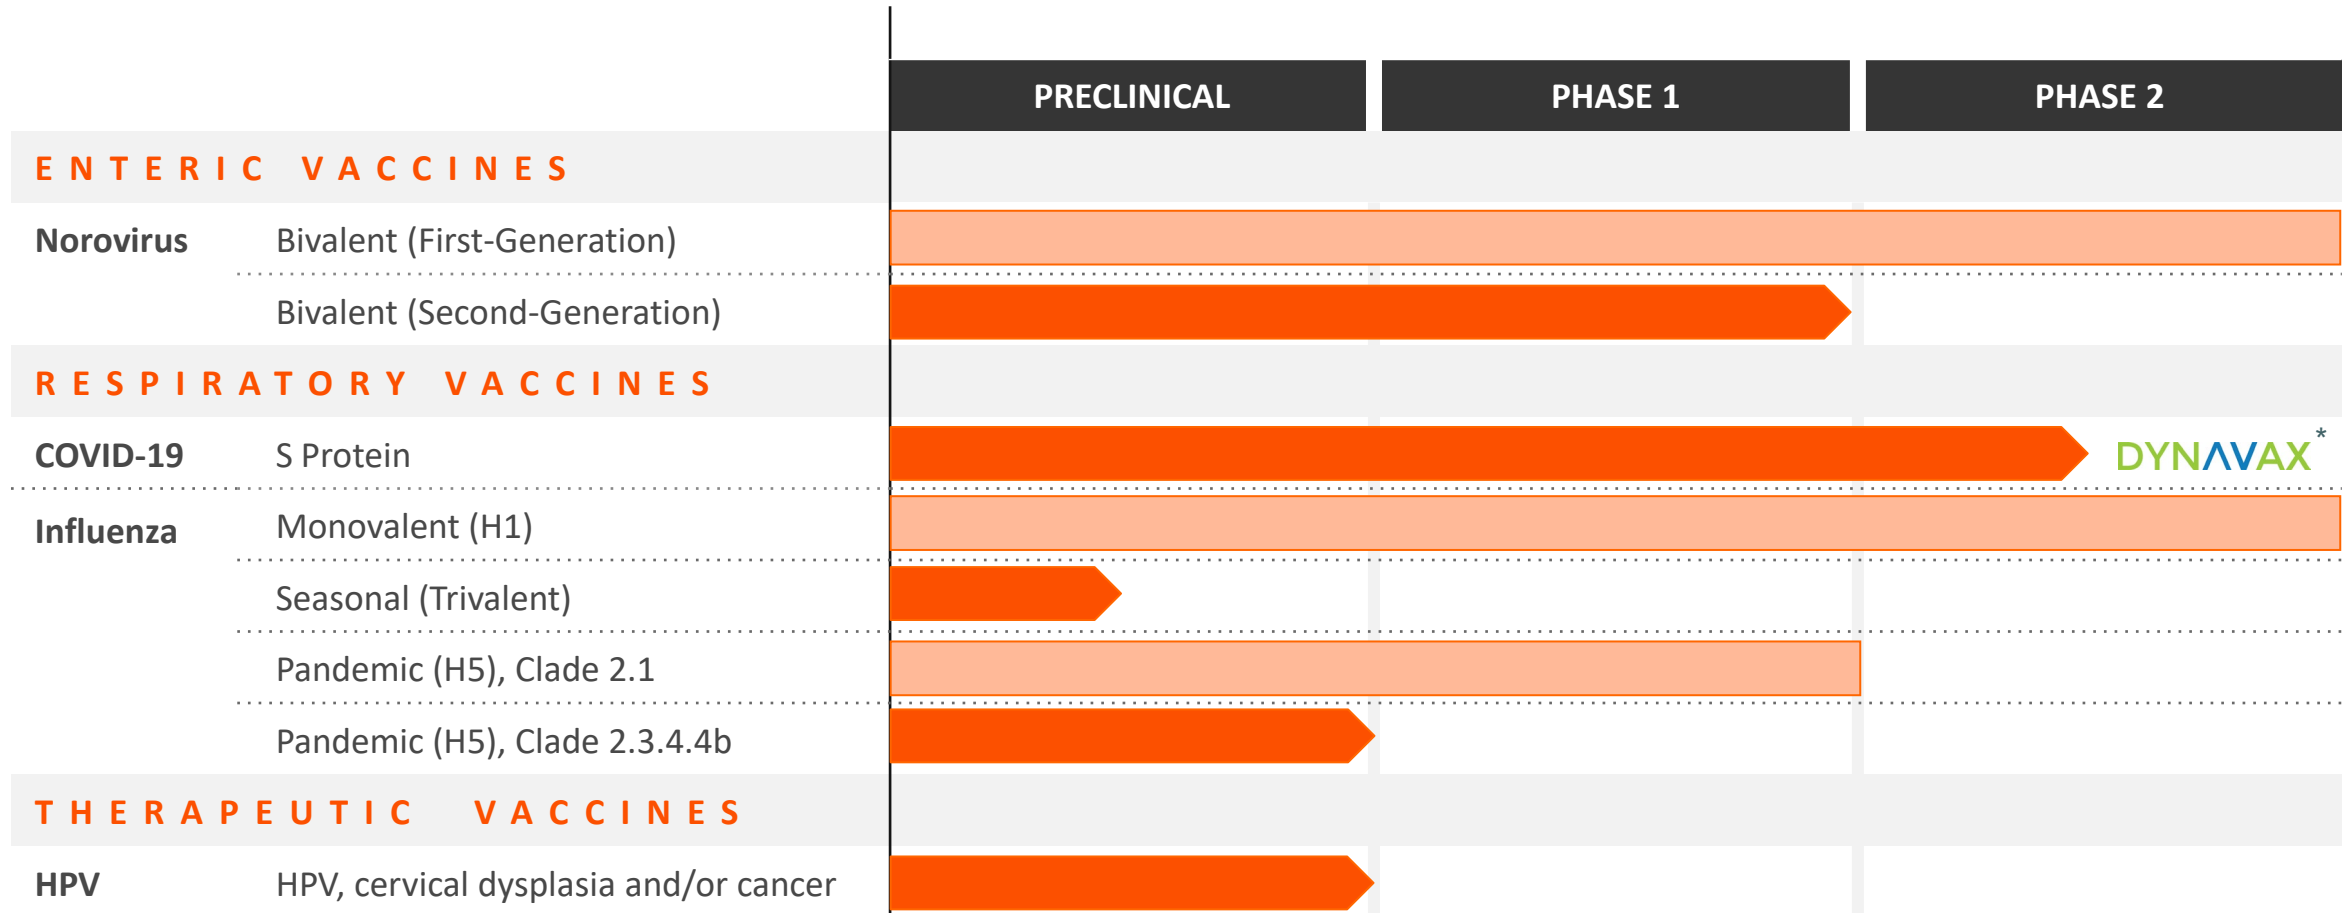 PRECLINICAL PHASE 1 PHASE 2
ENTERIC VACCINES
Norovirus Bivalent (First-Generation)
Bivalent (Second-Generation)
RESPIRATORY VACCINES
COVID-19 S Protein DYNAVAX*
Influenza Monovalent (H1)
Seasonal (Trivalent)
Pandemic (H5), Clade 2.1
Pandemic (H5), Clade 2.3.4.4b
THERAPEUTIC VACCINES
HPV HPV, cervical dysplasia and/or cancer